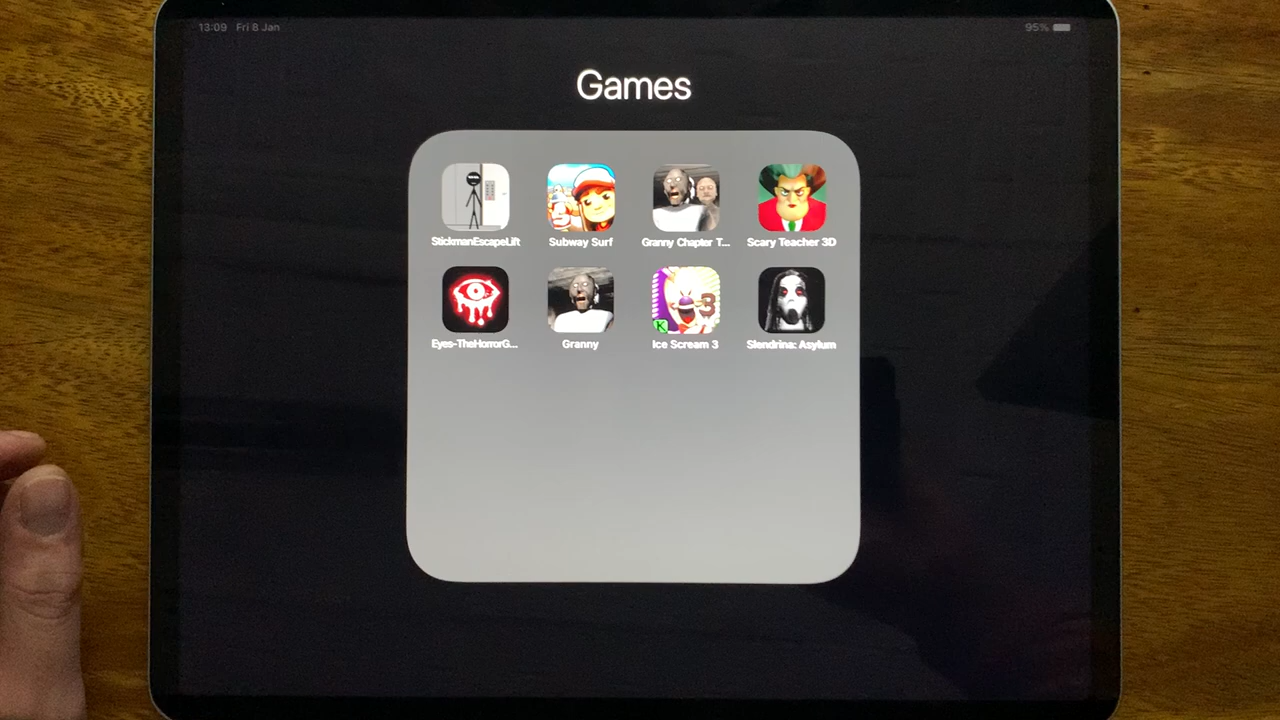 13:09 Fri 8 Jan
95%
Games
StickmanEscapeLift
Subway Surf
Granny Chapter T...
Scary Teacher 3D
3
K
Eyes-TheHorrorG...
Granny
Ice Scream 3
Slendrina: Asylum